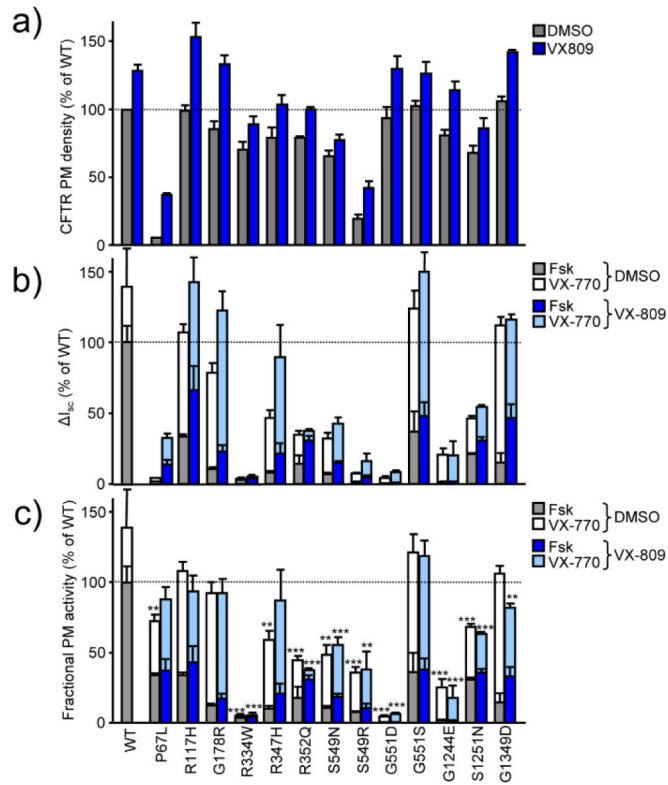 a)
CFTR PM density (% of WT)
150
100
50
0
DMSO
VX809
b)
ΔIsc (% of WT)
150
100
50
0
Fsk
VX-770
DMSO
Fsk
VX-770
VX-809
c)
Fractional PM activity (% of WT)
150
100
50
0
Fsk
VX-770
DMSO
Fsk
VX-770
VX-809
** *** *** ** *** *** ** *** *** ** *** *** *** *** *** *** **
WT P67L R117H G178R R334W R347H R352Q S549N S549R G551D G551S G1244E S1251N G1349D